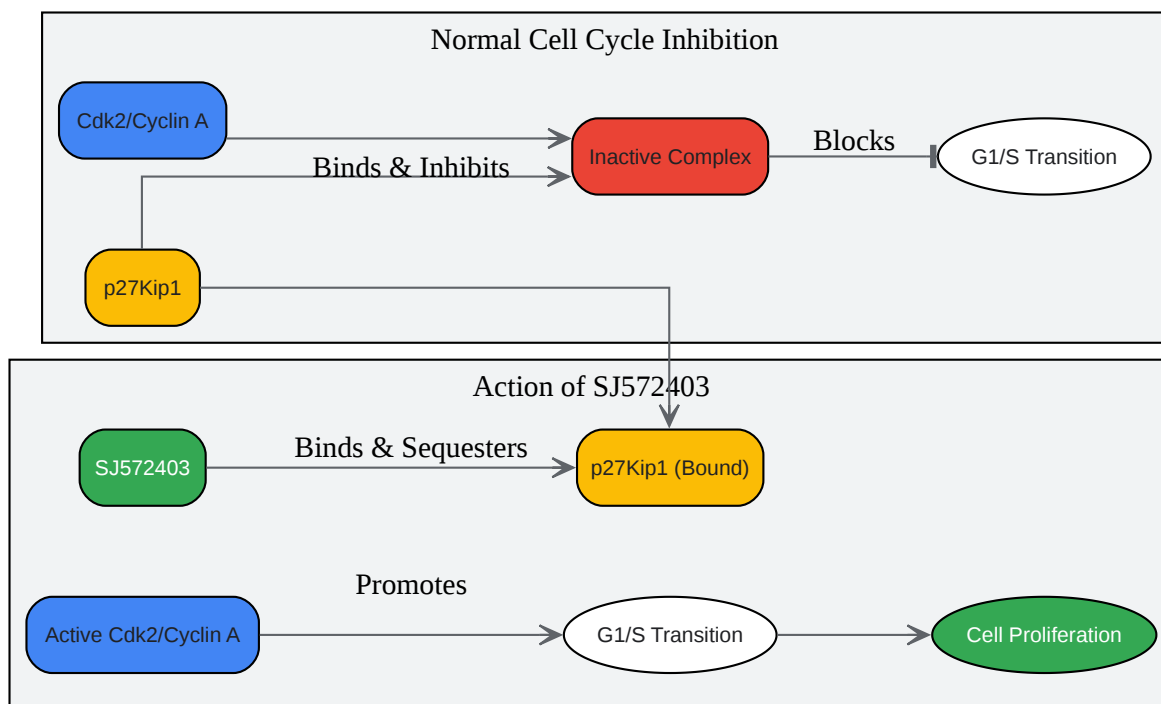 Normal Cell Cycle Inhibition
Cdk2/Cyclin A
Inactive Complex
Blocks
G1/S Transition
Binds & Inhibits
p27Kip1
Action of SJ572403
SJ572403
Binds & Sequesters
p27Kip1 (Bound)
Promotes
Active Cdk2/Cyclin A
G1/S Transition
Cell Proliferation